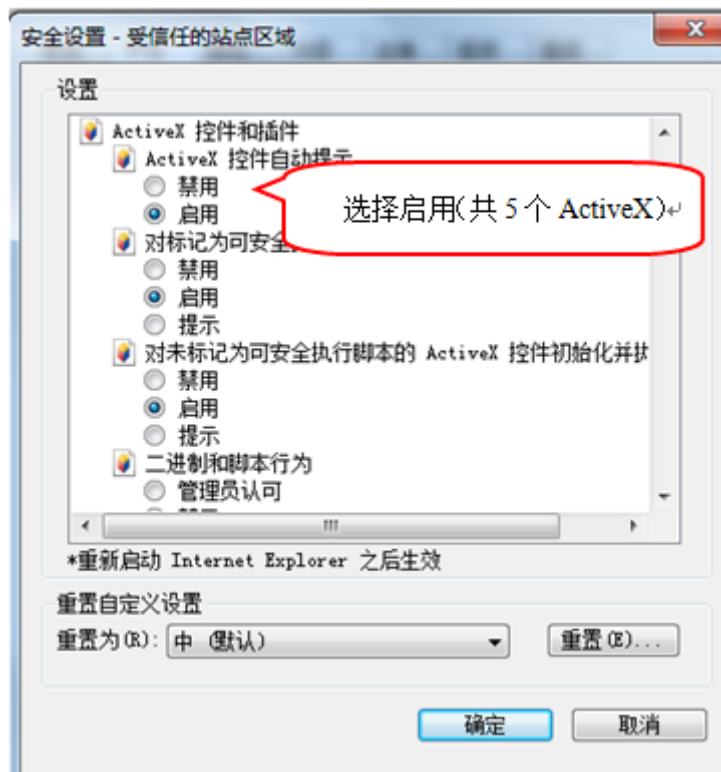 安全设置 - 受信任的站点区域
设置
ActiveX 控件和插件
ActiveX 控件自动提示
禁用
启用
选择启用(共 5 个 ActiveX)↵
对标记为可安全
禁用
启用
提示
对未标记为可安全执行脚本的 ActiveX 控件初始化并执
禁用
启用
提示
二进制和脚本行为
管理员认可
*重新启动 Internet Explorer 之后生效
重置自定义设置
重置为(R): 中 (默认) 重置(E)...
确定 取消